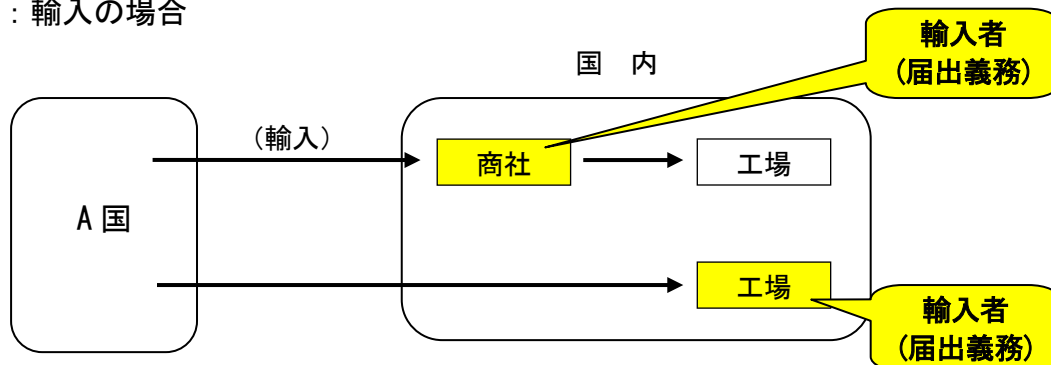 ：輸入の場合
輸入者
(届出義務)
国　内
（輸入）
商社
工場
A国
工場
輸入者
(届出義務)